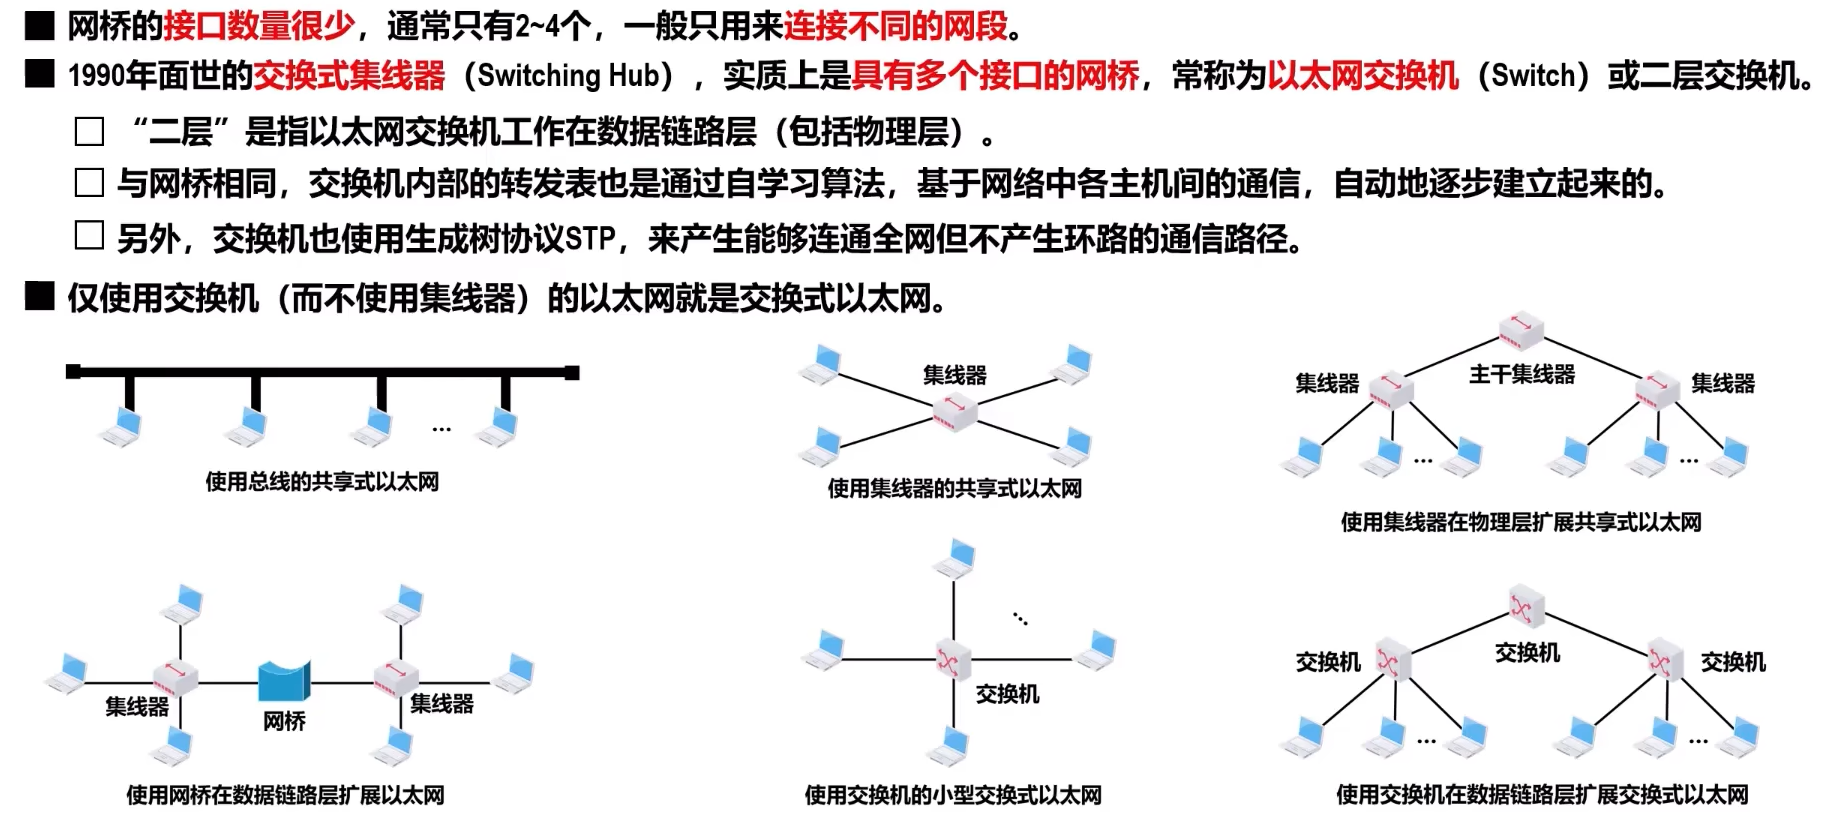 ■ 网桥的接口数量很少，通常只有2~4个，一般只用来连接不同的网段。
■ 1990年面世的交换式集线器（Switching Hub），实质上是具有多个接口的网桥，常称为以太网交换机（Switch）或二层交换机。
□ “二层”是指以太网交换机工作在数据链路层（包括物理层）。
□ 与网桥相同，交换机内部的转发表也是通过自学习算法，基于网络中各主机间的通信，自动地逐步建立起来的。
□ 另外，交换机也使用生成树协议STP，来产生能够连通全网但不产生环路的通信路径。
■ 仅使用交换机（而不使用集线器）的以太网就是交换式以太网。
...
使用总线的共享式以太网
集线器
使用集线器的共享式以太网
主干集线器
集线器
集线器
...
...
使用集线器在物理层扩展共享式以太网
集线器
网桥
集线器
使用网桥在数据链路层扩展以太网
...
交换机
使用交换机的小型交换式以太网
交换机
交换机
交换机
...
...
使用交换机在数据链路层扩展交换式以太网